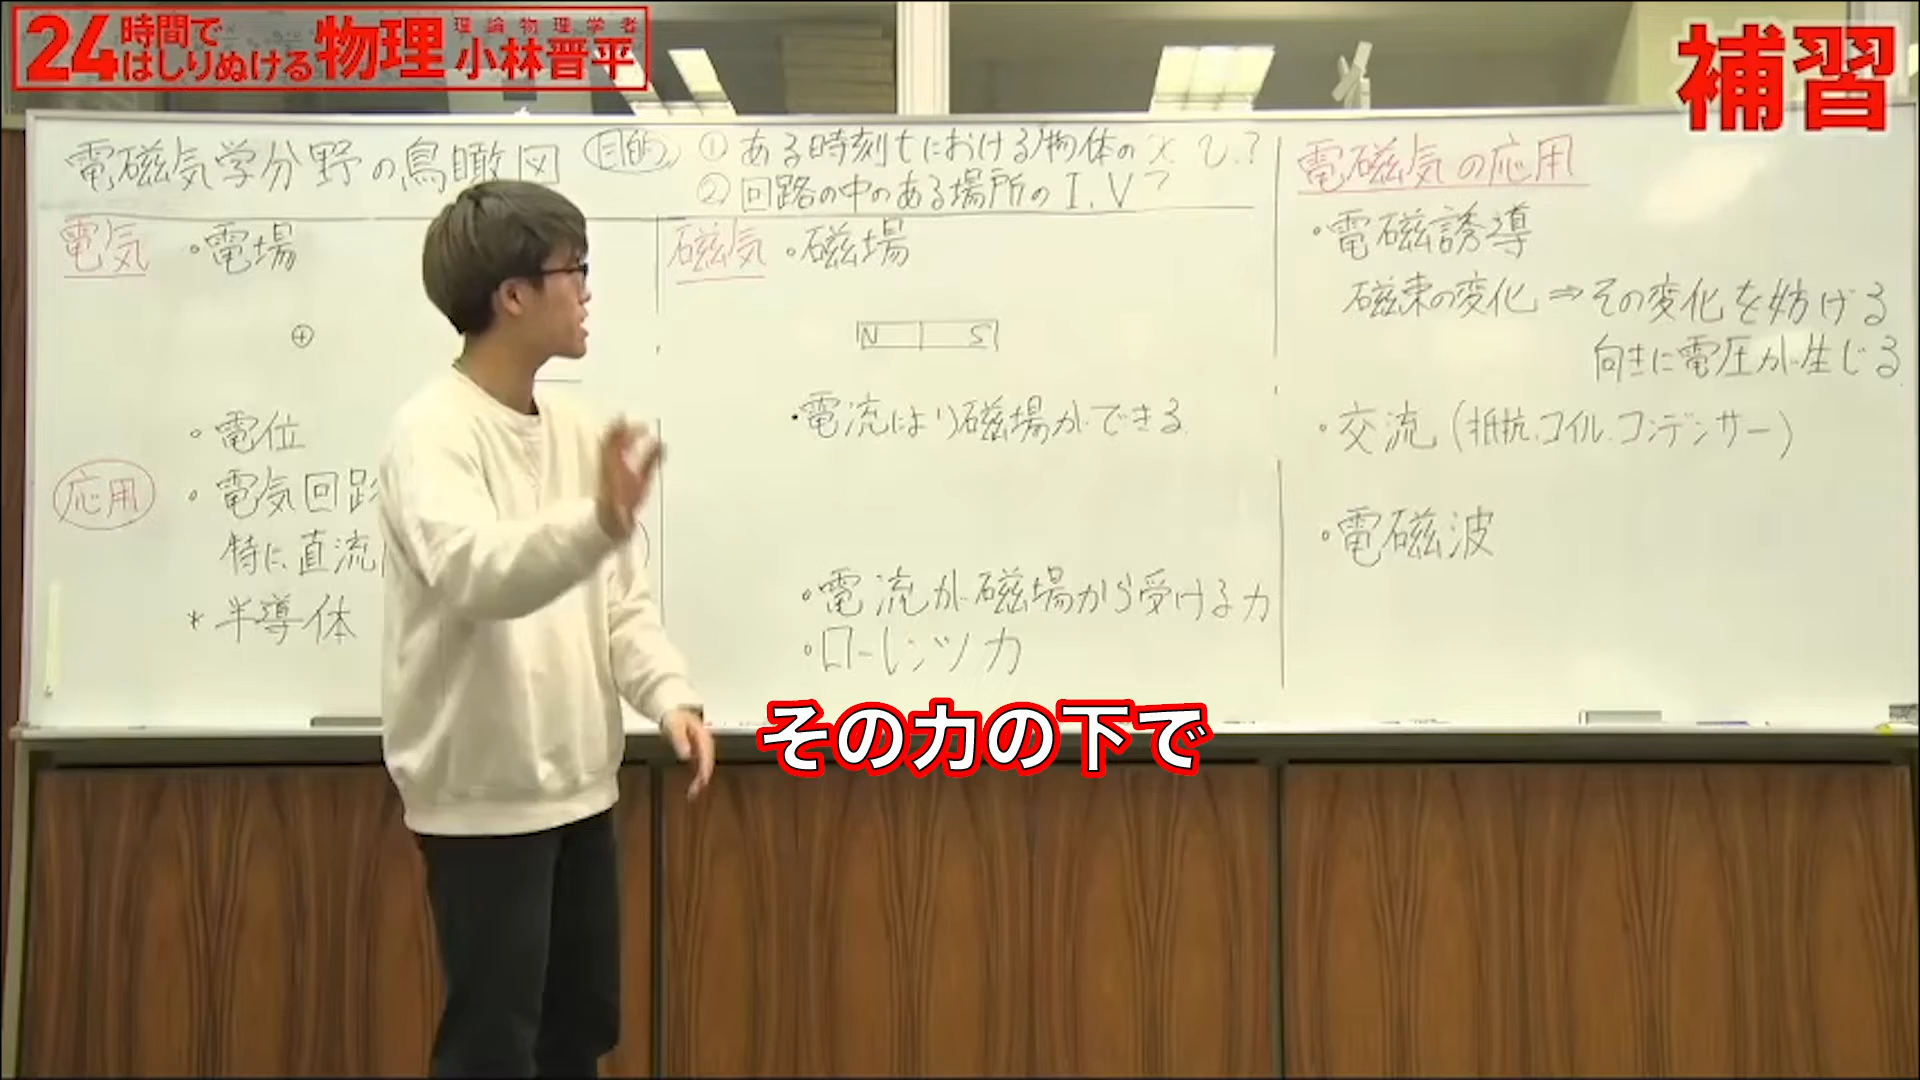 24時間で
はしりぬける物理
理論物理学者
小林晋平
補習
電磁気学分野の鳥瞰図
目的
① ある時刻tにおける物体のx, v.?
② 回路の中のある場所のI, V?
電気
・電場
⊕
・電位
応用
・電気回路
特に直流
* 半導体
磁気
・磁場
N S
・電流により磁場ができる
・電流が磁場から受ける力
・ローレンツ力
電磁気の応用
・電磁誘導
磁束の変化⇒その変化を妨げる
向きに電圧が生じる
・交流(抵抗、コイル、コンデンサー)
・電磁波
その力の下で